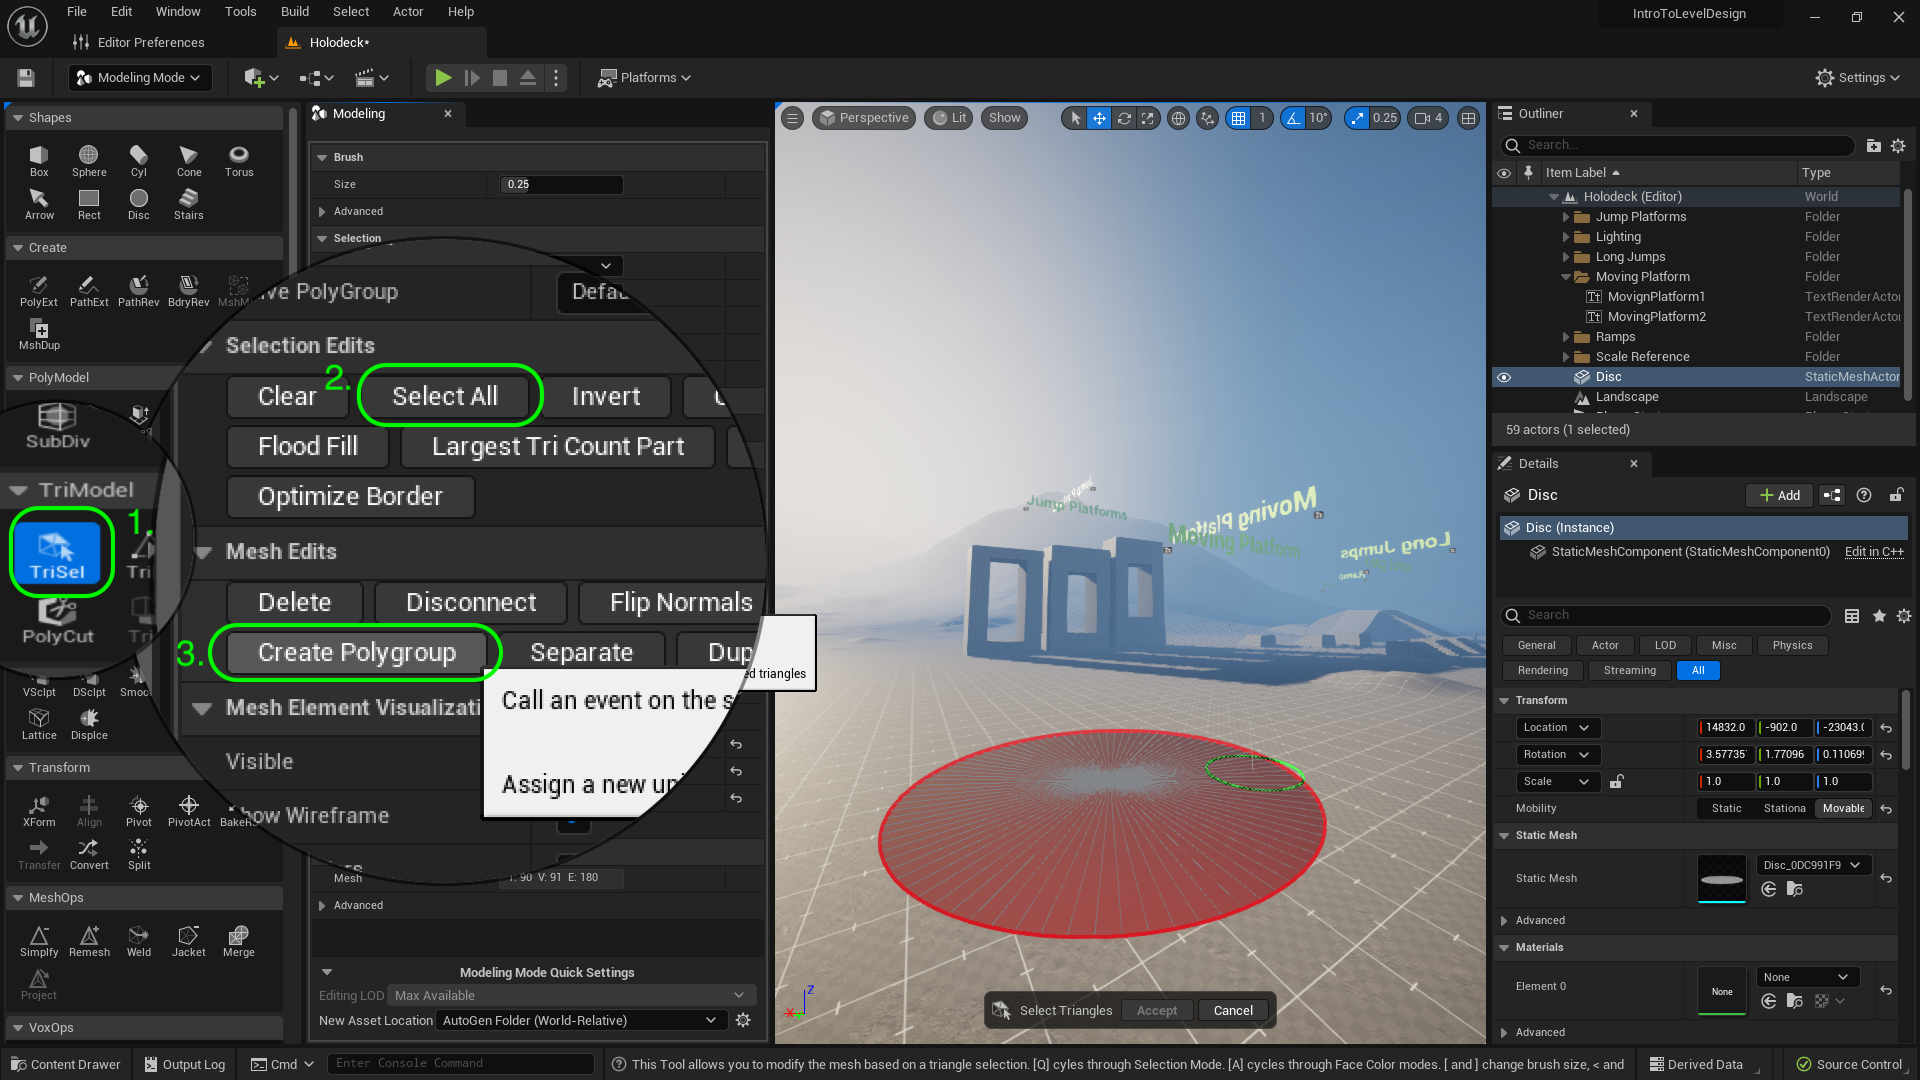 File Edit Window Tools Build Select Actor Help
IntroToLevelDesign
Editor Preferences
Holodeck*
Modeling Mode
Platforms
Settings
Shapes
Box Sphere Cyl Cone Torus
Arrow Rect Disc Stairs
Create
PolyExt PathExt PathRev BdryRev
MshDup
PolyModel
SubDiv
TriModel
1.
TriSel
PolyCut
VSclpt DSclpt
Lattice Displce
Transform
XForm Align Pivot PivotAct
Transfer Convert Split
MeshOps
Simplfy Remesh Weld Jacket Merge
Project
VoxOps
Modeling
Brush
Size 0.25
Advanced
Selection
PolyGroup
Selection Edits
2.
Clear Select All Invert
Flood Fill Largest Tri Count Part
Optimize Border
Mesh Edits
Delete Disconnect Flip Normals
3.
Create Polygroup Separate
ed triangles
Call an event on the s
Assign a new uni
Mesh Element Visualizati
Visible
how Wireframe
Mesh T: 90 V: 91 E: 180
Advanced
Modeling Mode Quick Settings
Editing LOD Max Available
New Asset Location AutoGen Folder (World-Relative)
Perspective Lit Show
1 10° 0.25 4
Jump Platforms
Moving Platform
Moving Platform
Long Jumps
Ramp
X Z
Select Triangles Accept Cancel
Outliner
Search...
Item Label Type
Holodeck (Editor) World
Jump Platforms Folder
Lighting Folder
Long Jumps Folder
Moving Platform Folder
MovignPlatform1 TextRenderActo
MovingPlatform2 TextRenderActo
Ramps Folder
Scale Reference Folder
Disc StaticMeshActor
Landscape Landscape
59 actors (1 selected)
Details
Disc
Add
Disc (Instance)
StaticMeshComponent (StaticMeshComponent0) Edit in C++
Search
General Actor LOD Misc Physics
Rendering Streaming All
Transform
Location 14832.0 -902.0 -23043.(
Rotation 3.57735 1.77096 0.11069
Scale 1.0 1.0 1.0
Mobility Static Stationa Movable
Static Mesh
Static Mesh
Disc_0DC991F9
Advanced
Materials
Element 0
None
None
Advanced
Content Drawer Output Log Cmd Enter Console Command
This Tool allows you to modify the mesh based on a triangle selection. [Q] cyles through Selection Mode. [A] cycles through Face Color modes. [ and ] change brush size, < and
Derived Data Source Control